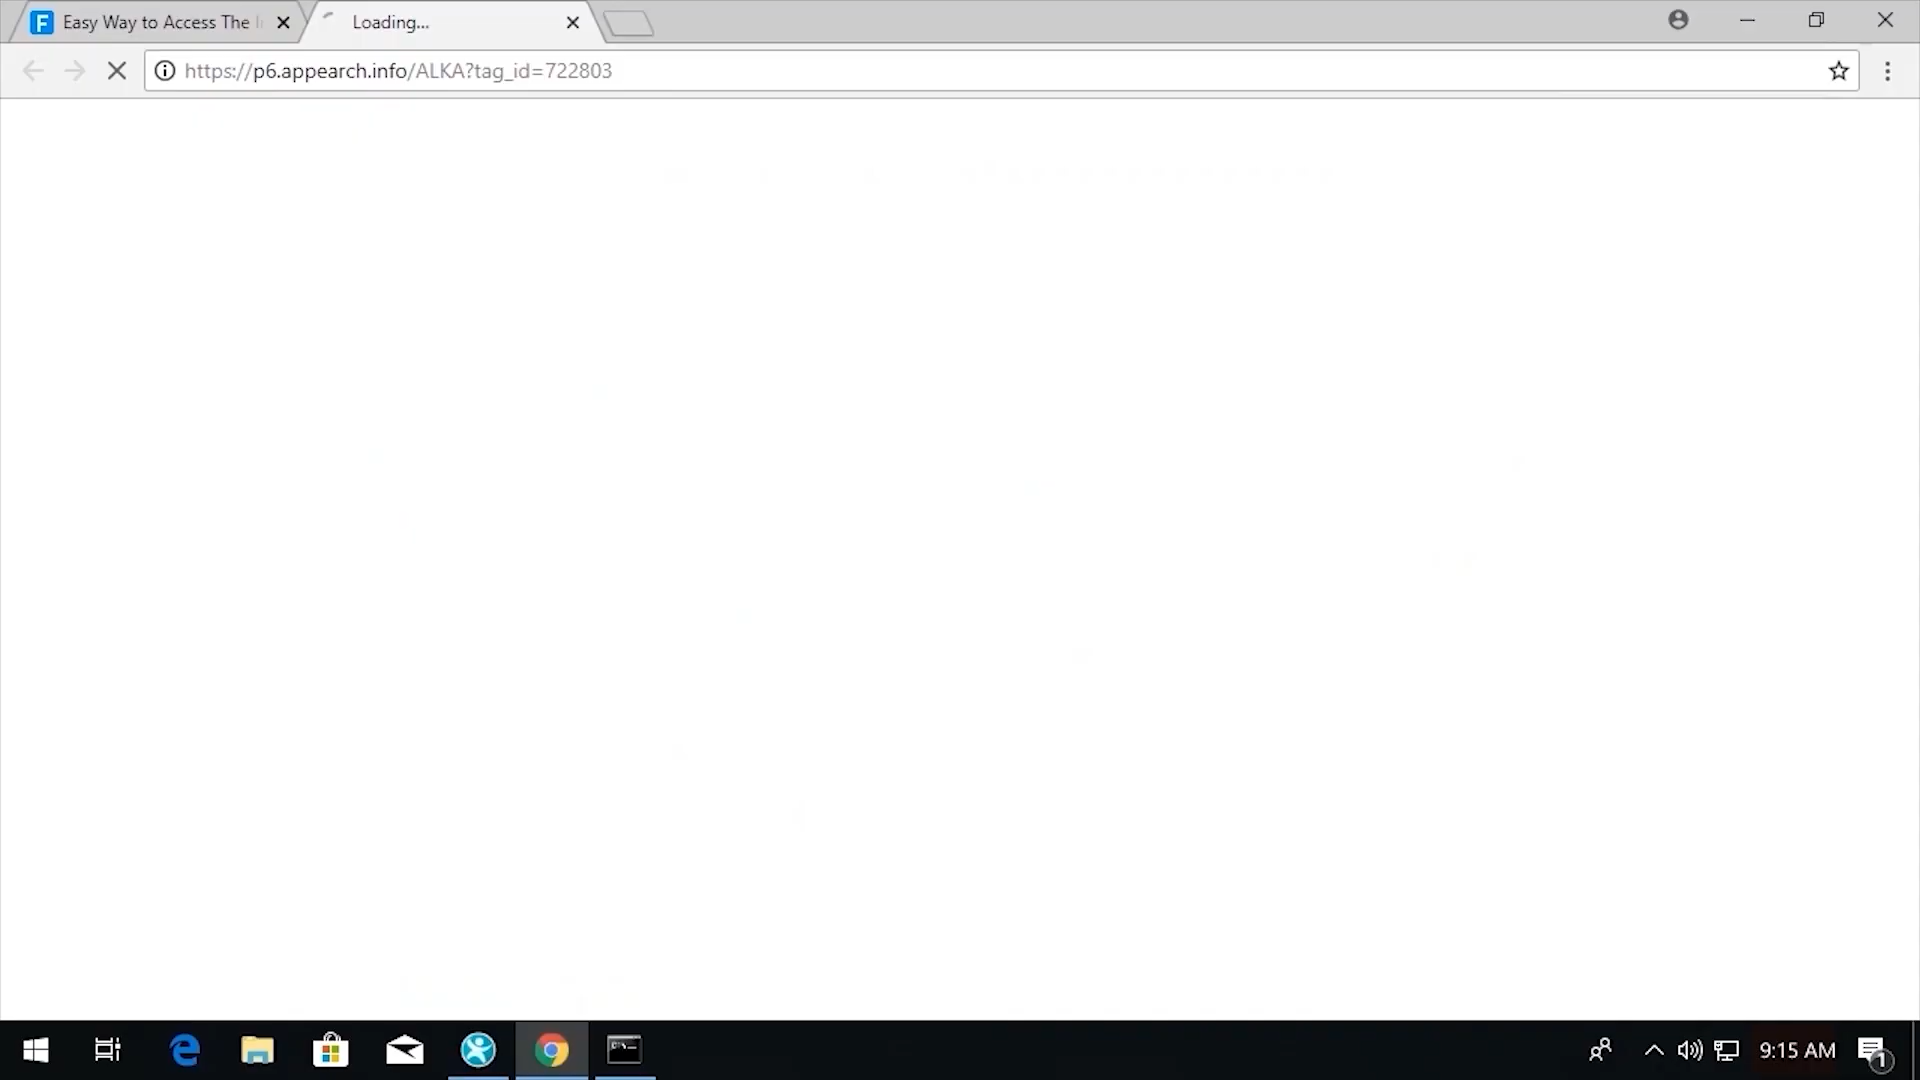 F Easy Way to Access The I
Loading...
https://p6.appearch.info/ALKA?tag_id=722803
9:15 AM
1